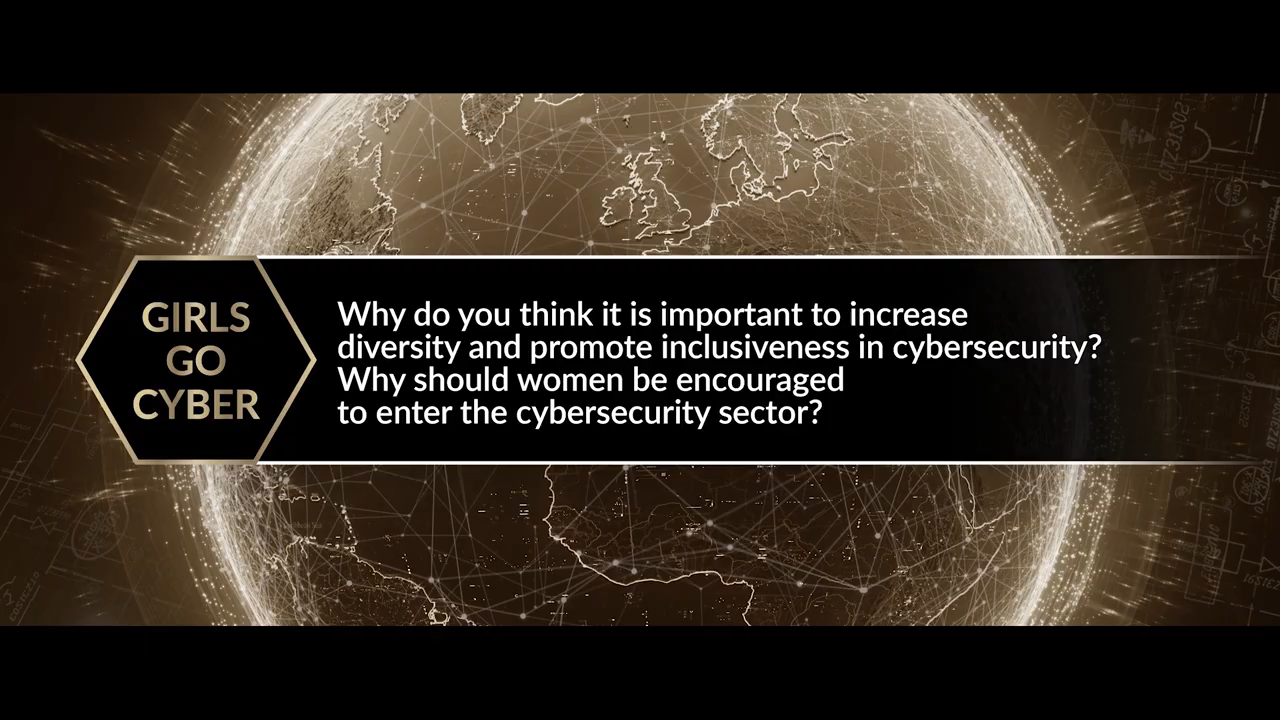 GIRLS
GO
CYBER
Why do you think it is important to increase
diversity and promote inclusiveness in cybersecurity?
Why should women be encouraged
to enter the cybersecurity sector?